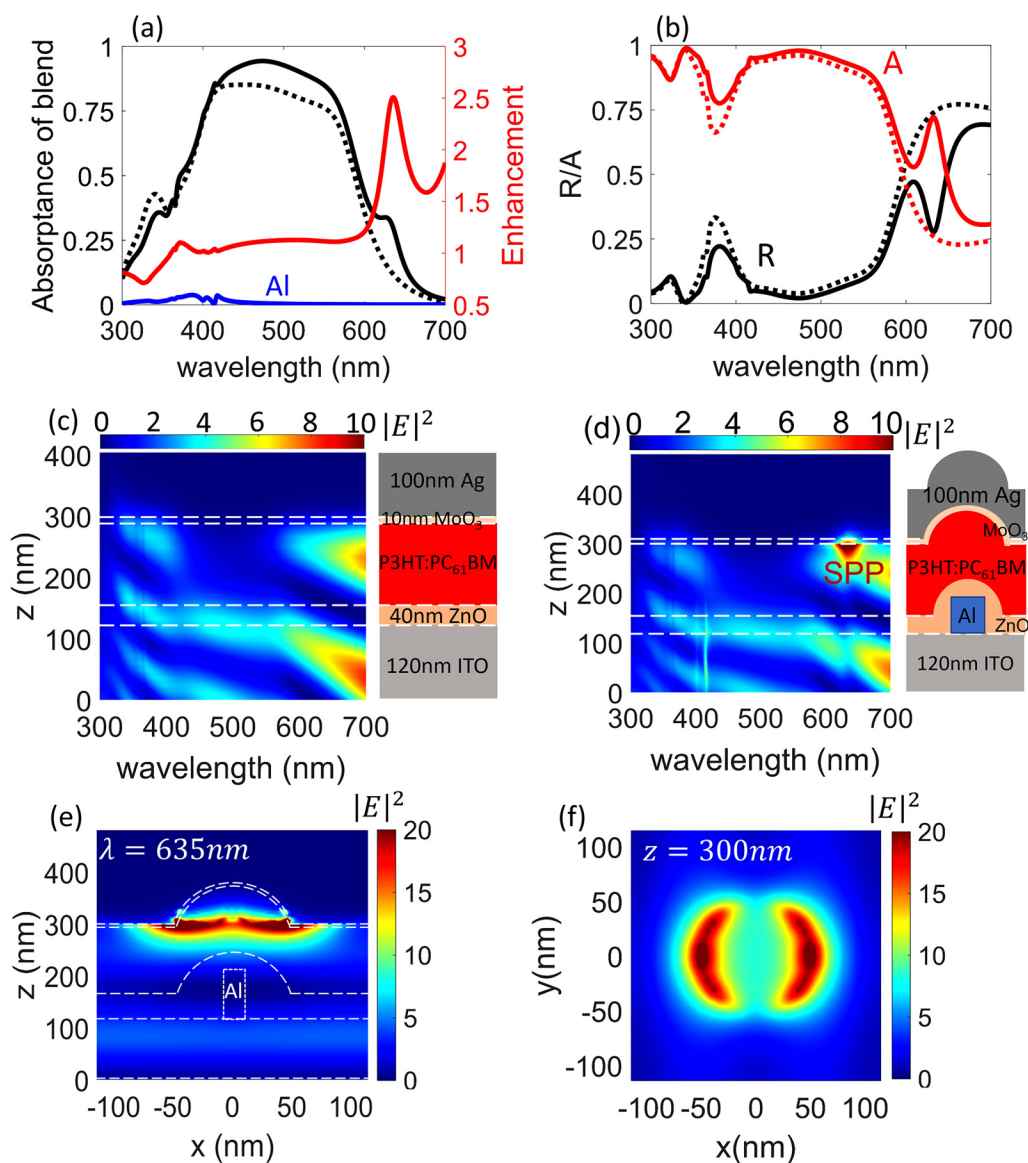 (a)
Absorptance of blend
1
0.75
0.5
0.25
0
3
2.5
2
1.5
1
0.5
Enhancement
Al
300 400 500 600 700
wavelength (nm)
(b)
R/A
1
0.75
0.5
0.25
0
A
R
300 400 500 600 700
wavelength (nm)
(c)
0 2 4 6 8 10 |E|²
z (nm)
400
300
200
100
0
300 400 500 600 700
wavelength (nm)
100nm Ag
10nm MoO₃
P3HT:PC₆₁BM
40nm ZnO
120nm ITO
(d)
0 2 4 6 8 10 |E|²
z (nm)
400
300
200
100
0
SPP
300 400 500 600 700
wavelength (nm)
100nm Ag
MoO₃
P3HT:PC₆₁BM
Al
ZnO
120nm ITO
(e)
|E|²
λ = 635nm
z (nm)
400
300
200
100
0
Al
-100 -50 0 50 100
x (nm)
20
15
10
5
0
(f)
|E|²
z = 300nm
y(nm)
100
50
0
-50
-100
-100 -50 0 50 100
x(nm)
20
15
10
5
0